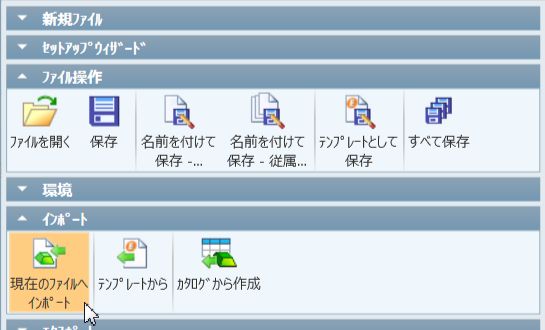 新規ファイル
ｾｯﾄｱｯﾌﾟｳｨｻﾞｰﾄﾞ
ファイル操作
ファイルを開く
保存
名前を付けて
保存 -...
名前を付けて
保存 - 従属...
ﾃﾝﾌﾟﾚｰﾄとして
保存
すべて保存
環境
ｲﾝﾎﾟｰﾄ
現在のﾌｧｲﾙへ
ｲﾝﾎﾟｰﾄ
ﾃﾝﾌﾟﾚｰﾄから
ｶﾀﾛｸﾞから作成